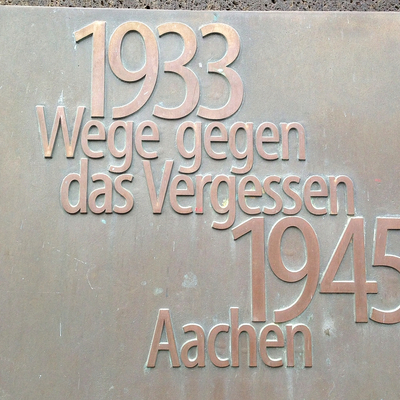 1933
Wege gegen
das Vergessen
1945
Aachen